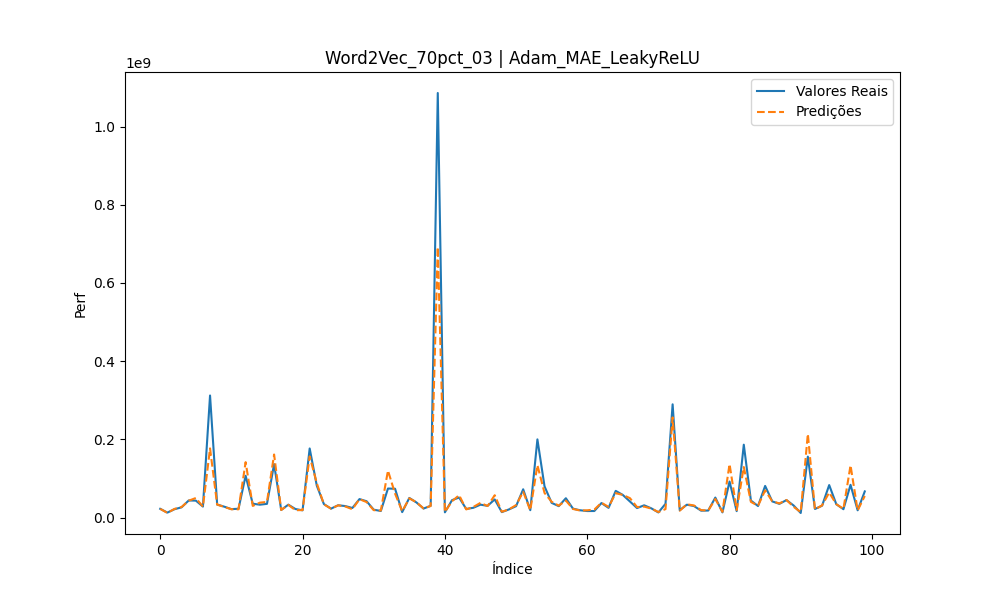 Word2Vec_70pct_03 | Adam_MAE_LeakyReLU
1e9
Valores Reais
Predições
1.0
0.8
0.6
0.4
0.2
0.0
Perf
0 20 40 60 80 100
Índice